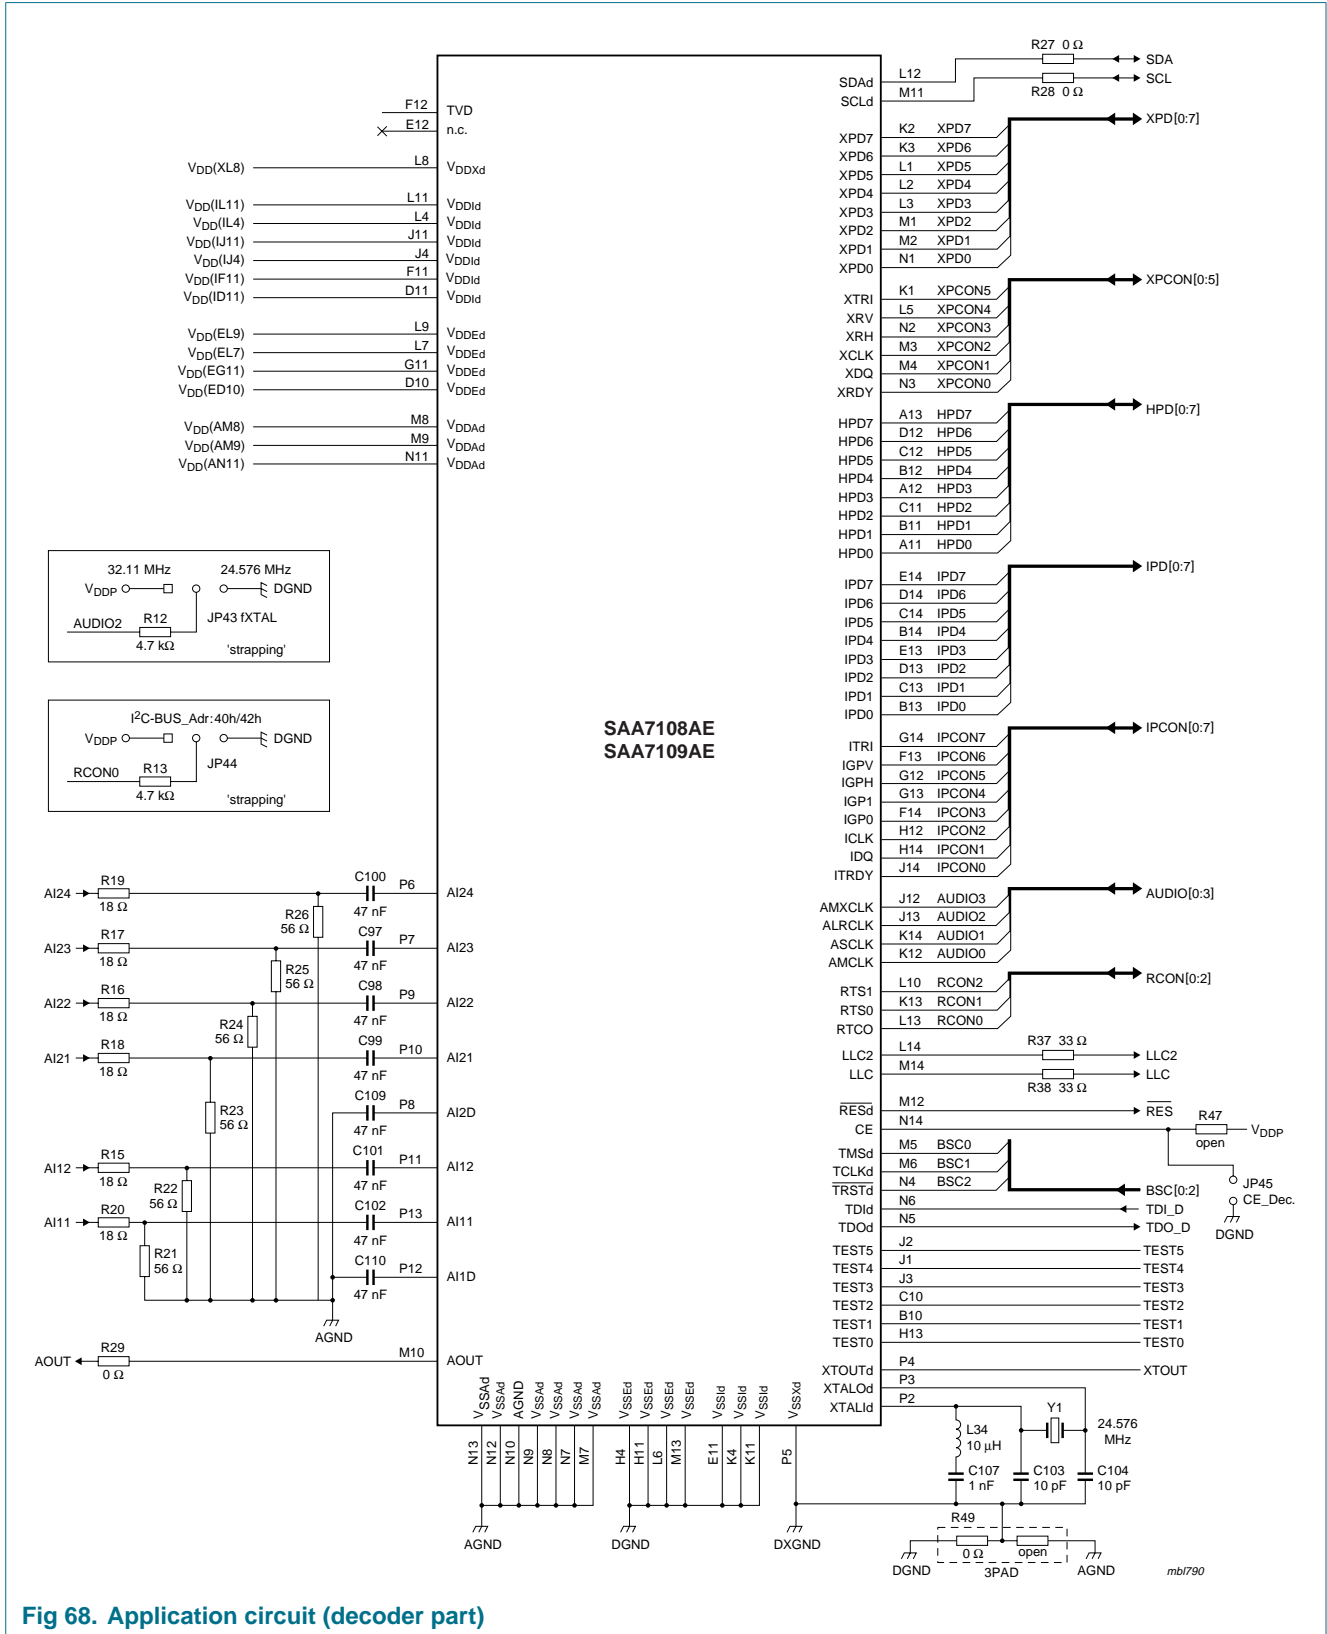 R27 0 Ω
SDAd L12 SDA
SCLd M11 SCL
R28 0 Ω
F12 TVD
E12 n.c.
VDD(XL8) L8 VDDXd
VDD(IL11) L11 VDDId
VDD(IL4) L4 VDDId
VDD(IJ11) J11 VDDId
VDD(IJ4) J4 VDDId
VDD(IF11) F11 VDDId
VDD(ID11) D11 VDDId
VDD(EL9) L9 VDDEd
VDD(EL7) L7 VDDEd
VDD(EG11) G11 VDDEd
VDD(ED10) D10 VDDEd
VDD(AM8) M8 VDDAd
VDD(AM9) M9 VDDAd
VDD(AN11) N11 VDDAd
XPD[0:7]
XPD7 K2 XPD7
XPD6 K3 XPD6
XPD5 L1 XPD5
XPD4 L2 XPD4
XPD3 L3 XPD3
XPD2 M1 XPD2
XPD1 M2 XPD1
XPD0 N1 XPD0
XPCON[0:5]
XTRI K1 XPCON5
XRV L5 XPCON4
XRH N2 XPCON3
XCLK M3 XPCON2
XDQ M4 XPCON1
XRDY N3 XPCON0
HPD[0:7]
HPD7 A13 HPD7
HPD6 D12 HPD6
HPD5 C12 HPD5
HPD4 B12 HPD4
HPD3 A12 HPD3
HPD2 C11 HPD2
HPD1 B11 HPD1
HPD0 A11 HPD0
IPD[0:7]
IPD7 E14 IPD7
IPD6 D14 IPD6
IPD5 C14 IPD5
IPD4 B14 IPD4
IPD3 E13 IPD3
IPD2 D13 IPD2
IPD1 C13 IPD1
IPD0 B13 IPD0
IPCON[0:7]
ITRI G14 IPCON7
IGPV F13 IPCON6
IGPH G12 IPCON5
IGP1 G13 IPCON4
IGP0 F14 IPCON3
ICLK H12 IPCON2
IDQ H14 IPCON1
ITRDY J14 IPCON0
AUDIO[0:3]
AMXCLK J12 AUDIO3
ALRCLK J13 AUDIO2
ASCLK K14 AUDIO1
AMCLK K12 AUDIO0
RCON[0:2]
RTS1 L10 RCON2
RTS0 K13 RCON1
RTCO L13 RCON0
32.11 MHz 24.576 MHz
VDDP DGND
AUDIO2 R12 JP43 fXTAL
4.7 kΩ 'strapping'
I2C-BUS_Adr:40h/42h
VDDP DGND
RCON0 R13 JP44
4.7 kΩ 'strapping'
SAA7108AE
SAA7109AE
AI24 R19 C100 P6 AI24
18 Ω 47 nF
R26
56 Ω
AI23 R17 C97 P7 AI23
18 Ω 47 nF
R25
56 Ω
AI22 R16 C98 P9 AI22
18 Ω 47 nF
R24
56 Ω
AI21 R18 C99 P10 AI21
18 Ω 47 nF
R23
56 Ω
C109 P8 AI2D
47 nF
AI12 R15 C101 P11 AI12
18 Ω 47 nF
R22
56 Ω
AI11 R20 C102 P13 AI11
18 Ω 47 nF
R21
56 Ω
C110 P12 AI1D
47 nF
AGND
AOUT R29 M10 AOUT
0 Ω
LLC2 L14 R37 33 Ω LLC2
LLC M14 R38 33 Ω LLC
RESd M12 RES
CE N14 R47 VDDP
open
TMSd M5 BSC0
TCLKd M6 BSC1
TRSTd N4 BSC2 BSC[0:2]
JP45
CE_Dec.
DGND
TDId N6 TDI_D
TDOd N5 TDO_D
TEST5 J2 TEST5
TEST4 J1 TEST4
TEST3 J3 TEST3
TEST2 C10 TEST2
TEST1 B10 TEST1
TEST0 H13 TEST0
XTOUTd P4 XTOUT
XTALOd P3
XTALId P2
VSSAd VSSAd AGND VSSAd VSSAd VSSAd VSSAd VSSEd VSSEd VSSEd VSSEd VSSId VSSId VSSId VSSXd
N13 N12 N10 N9 N8 N7 M7 H4 H11 L6 M13 E11 K4 K11 P5
AGND DGND DXGND
L34
10 µH
Y1
24.576
MHz
C107
1 nF
C103
10 pF
C104
10 pF
R49
0 Ω open
DGND 3PAD AGND
mbl790
Fig 68. Application circuit (decoder part)